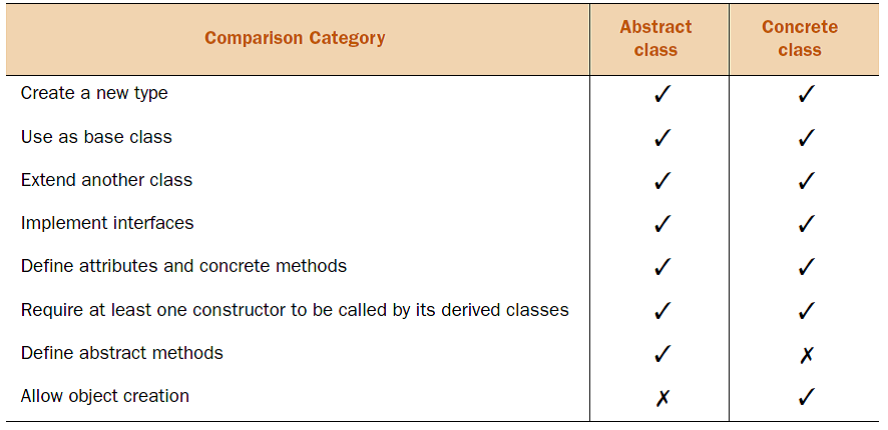 Comparison Category Abstract class Concrete class
Create a new type ✓ ✓
Use as base class ✓ ✓
Extend another class ✓ ✓
Implement interfaces ✓ ✓
Define attributes and concrete methods ✓ ✓
Require at least one constructor to be called by its derived classes ✓ ✓
Define abstract methods ✓ ✗
Allow object creation ✗ ✓